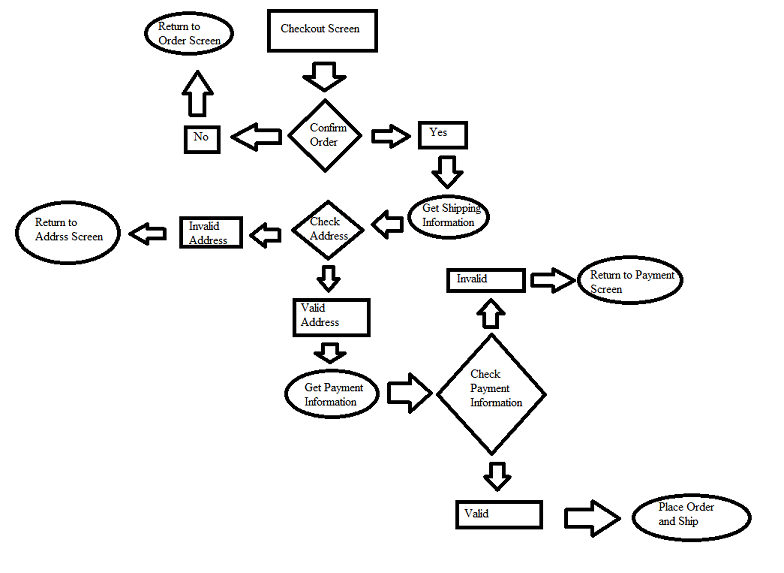 Return to
Order Screen
Checkout Screen
No
Confirm
Order
Yes
Return to
Addrss Screen
Invalid
Address
Check
Address
Get Shipping
Information
Invalid
Return to Payment
Screen
Valid
Address
Get Payment
Information
Check
Payment
Information
Valid
Place Order
and Ship